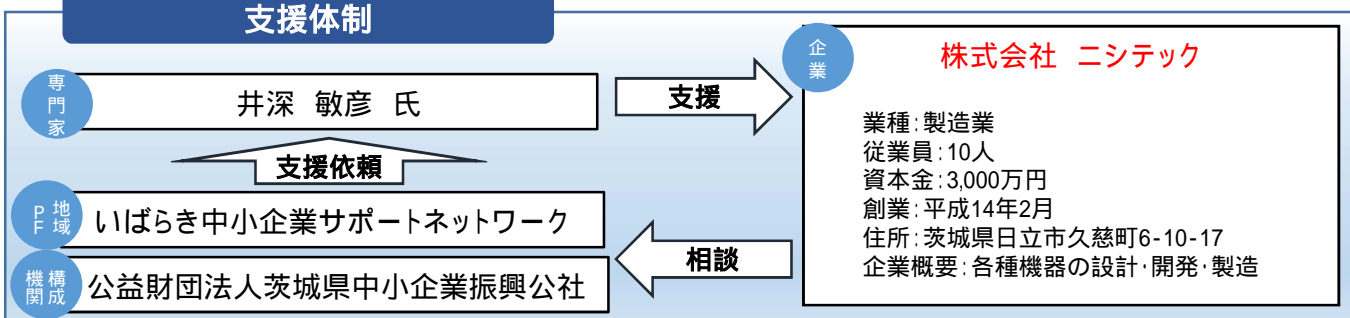 支援体制
専門家
井深 敏彦 氏
支援
支援依頼
地域PF
いばらき中小企業サポートネットワーク
構成機関
公益財団法人茨城県中小企業振興公社
相談
企業
株式会社 ニシテック
業種:製造業
従業員:10人
資本金:3,000万円
創業:平成14年2月
住所:茨城県日立市久慈町6-10-17
企業概要:各種機器の設計・開発・製造